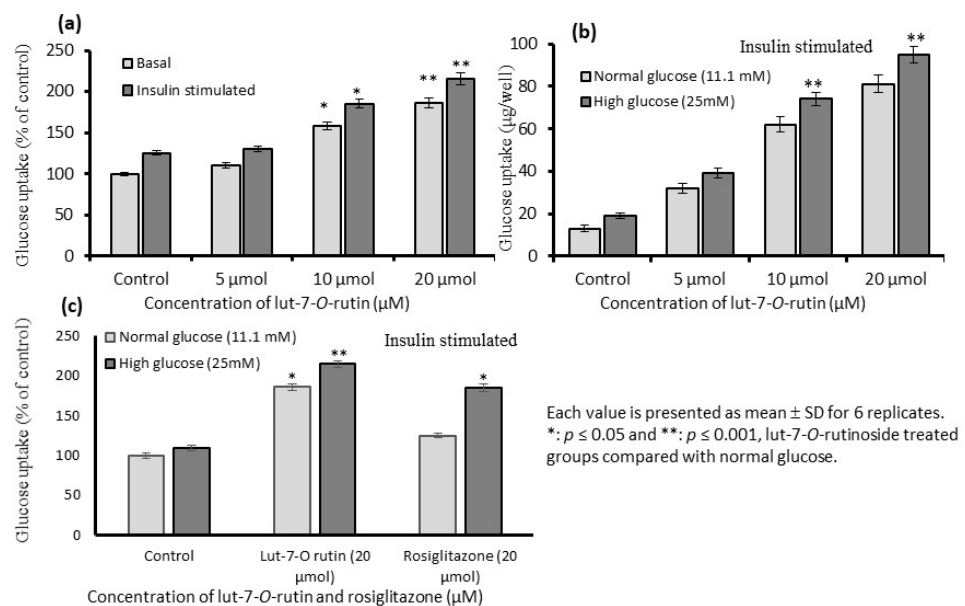 (a)
Glucose uptake (% of control)
250
200
150
100
50
0
Basal
Insulin stimulated
*
*
**
**
Control
5 µmol
10 µmol
20 µmol
Concentration of lut-7-O-rutin (µM)
(b)
Insulin stimulated
Glucose uptake (µg/well)
100
80
60
40
20
0
Normal glucose (11.1 mM)
High glucose (25mM)
**
**
Control
5 µmol
10 µmol
20 µmol
Concentration of lut-7-O-rutin (µM)
(c)
Glucose uptake (% of control)
250
200
150
100
50
0
Normal glucose (11.1 mM)
High glucose (25mM)
Insulin stimulated
*
**
*
Control
Lut-7-O rutin (20
µmol)
Rosiglitazone (20
µmol)
Concentration of lut-7-O-rutin and rosiglitazone (µM)
Each value is presented as mean ± SD for 6 replicates.
*: p ≤ 0.05 and **: p ≤ 0.001, lut-7-O-rutinoside treated
groups compared with normal glucose.